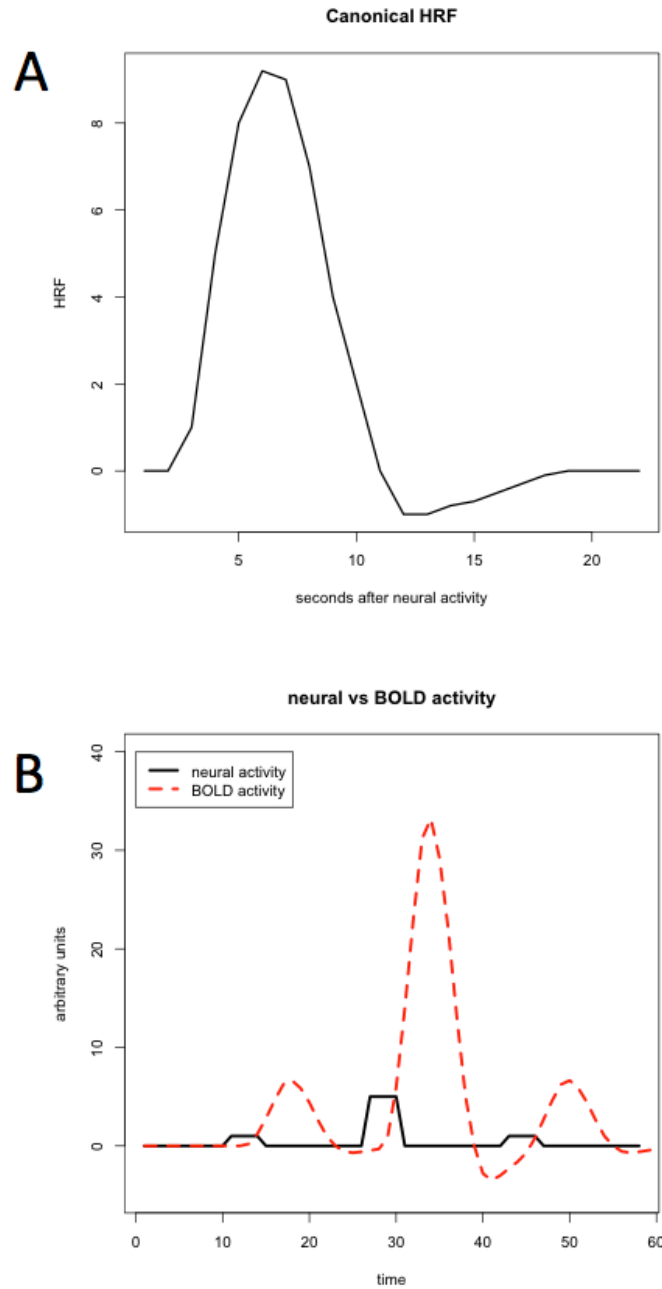 Canonical HRF
A
8
6
4
2
0
HRF
5 10 15 20
seconds after neural activity
neural vs BOLD activity
B
40
30
20
10
0
neural activity
BOLD activity
arbitrary units
0 10 20 30 40 50 60
time